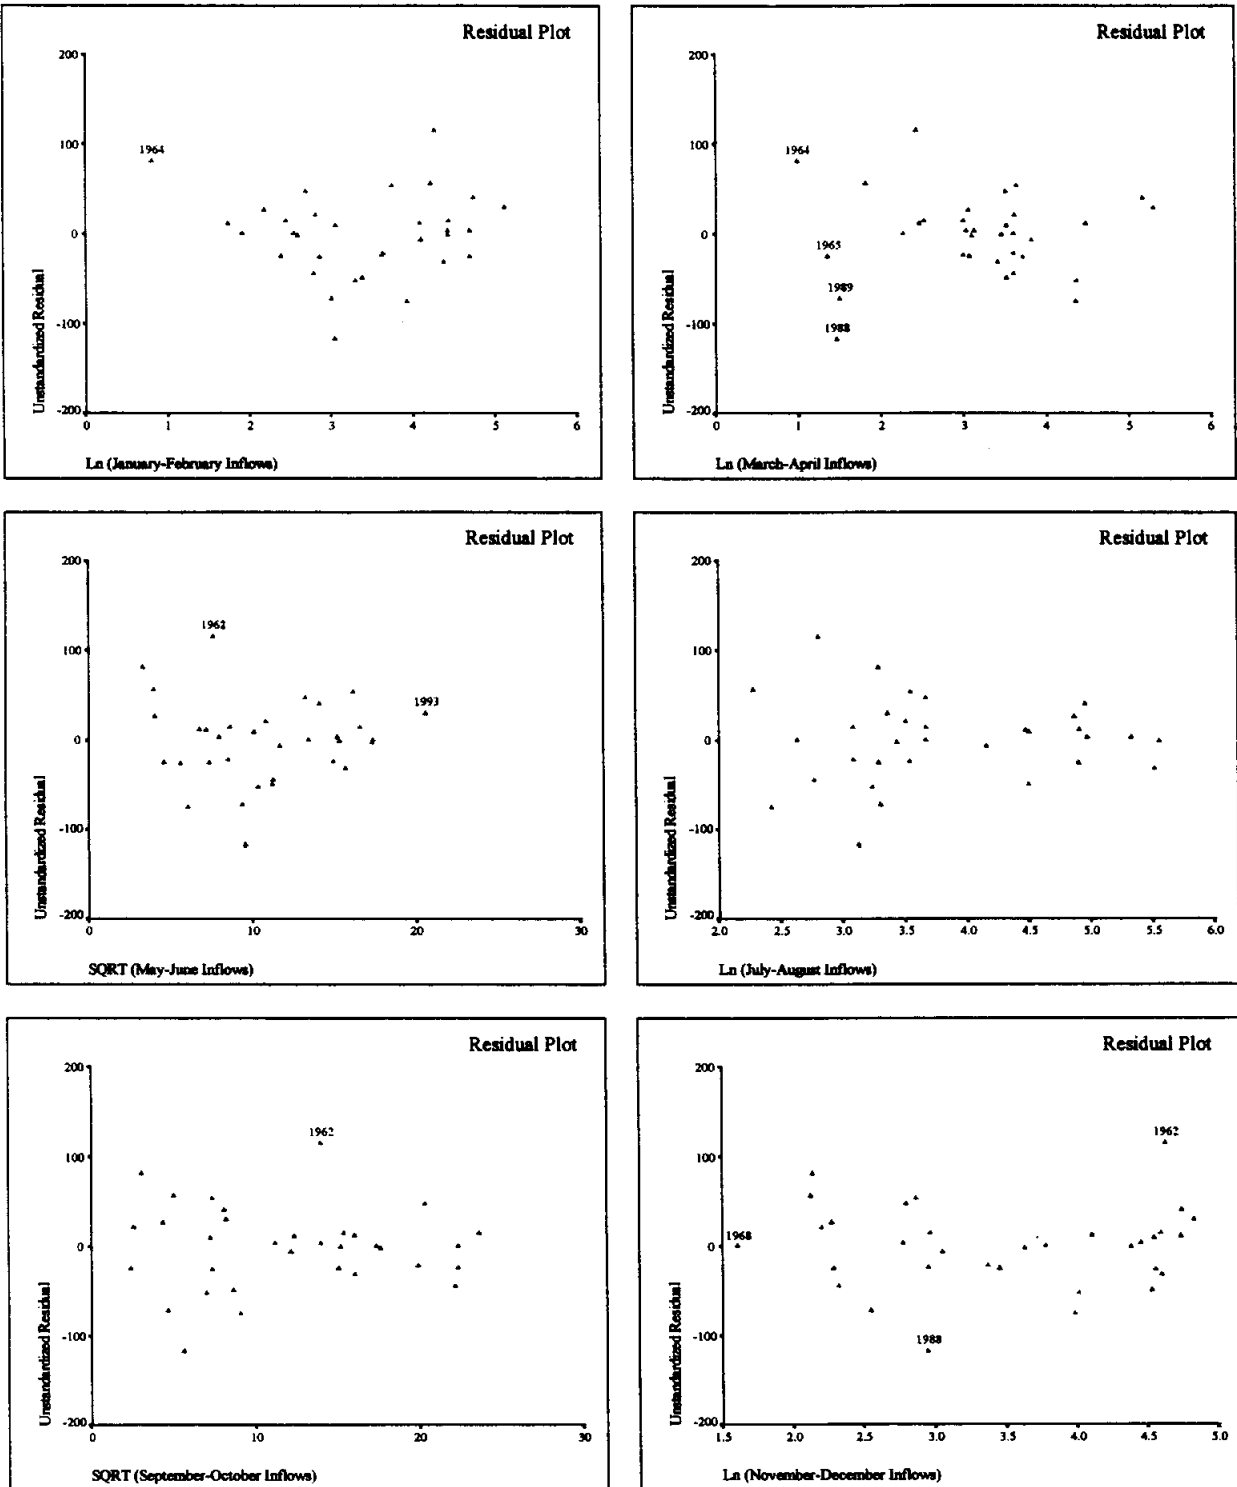 Residual Plot
200
100
0
-100
-200
Unstandardized Residual
1964
0 1 2 3 4 5 6
Ln (January-February Inflows)
Residual Plot
200
100
0
-100
-200
Unstandardized Residual
1964
1965
1989
1988
0 1 2 3 4 5 6
Ln (March-April Inflows)
Residual Plot
200
100
0
-100
-200
Unstandardized Residual
1962
1993
0 10 20 30
SQRT (May-June Inflows)
Residual Plot
200
100
0
-100
-200
Unstandardized Residual
2.0 2.5 3.0 3.5 4.0 4.5 5.0 5.5 6.0
Ln (July-August Inflows)
Residual Plot
200
100
0
-100
-200
Unstandardized Residual
1962
0 10 20 30
SQRT (September-October Inflows)
Residual Plot
200
100
0
-100
-200
Unstandardized Residual
1962
1968
1988
1.5 2.0 2.5 3.0 3.5 4.0 4.5 5.0
Ln (November-December Inflows)